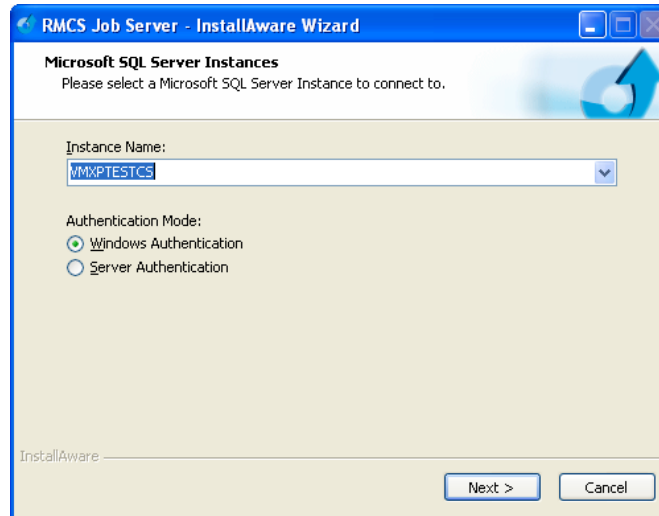 RMCS Job Server - InstallAware Wizard
Microsoft SQL Server Instances
Please select a Microsoft SQL Server Instance to connect to.
Instance Name:
VMXPTESTCS
Authentication Mode:
Windows Authentication
Server Authentication
InstallAware
Next >
Cancel